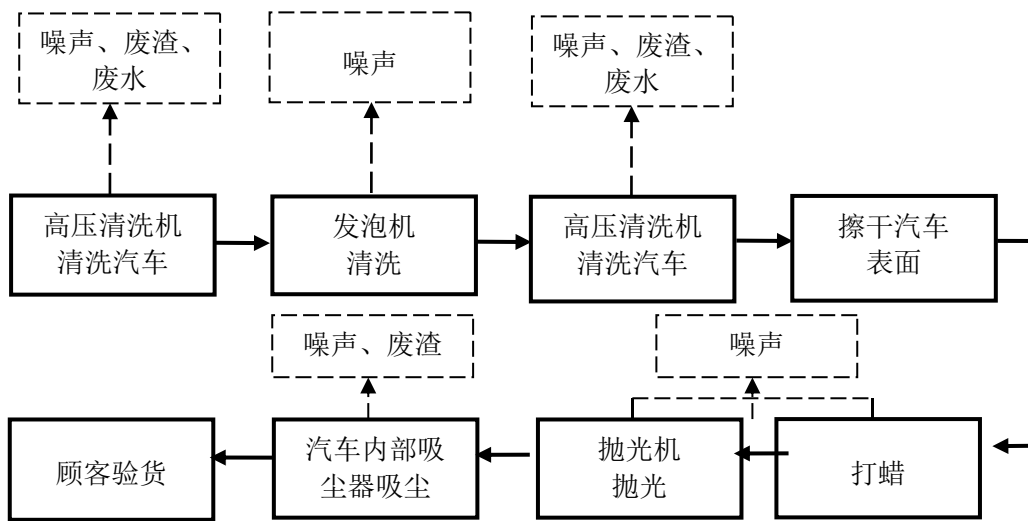 噪声、废渣、
废水
噪声
噪声、废渣、
废水
高压清洗机
清洗汽车
发泡机
清洗
高压清洗机
清洗汽车
擦干汽车
表面
噪声、废渣
噪声
顾客验货
汽车内部吸
尘器吸尘
抛光机
抛光
打蜡